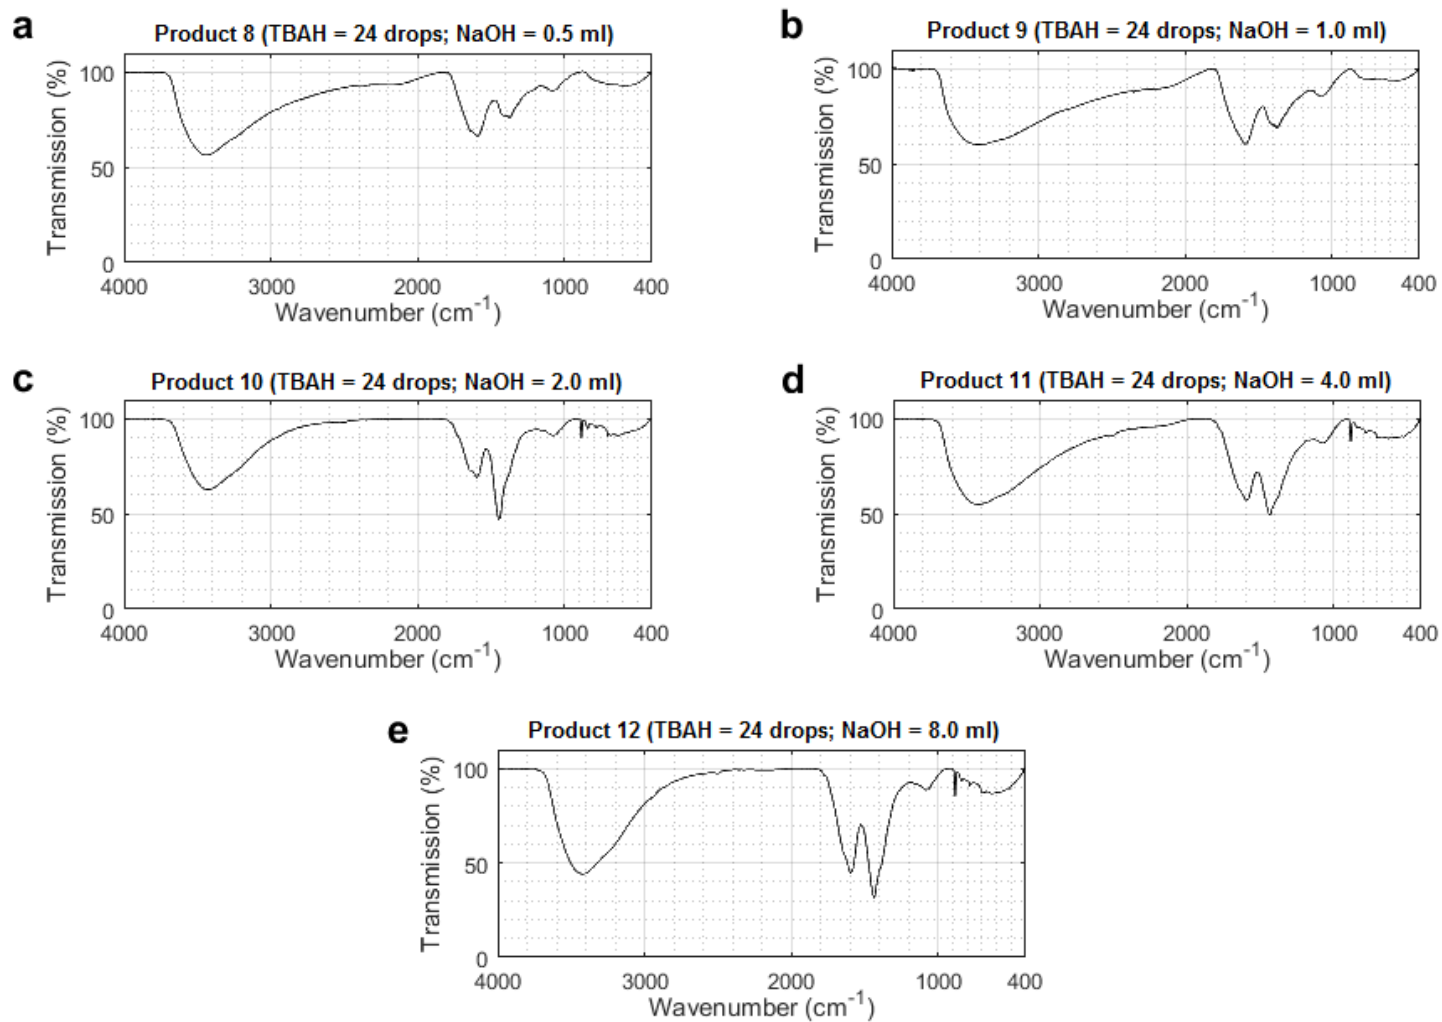 a
Product 8 (TBAH = 24 drops; NaOH = 0.5 ml)
Transmission (%)
100
50
0
4000 3000 2000 1000 400
Wavenumber (cm-1)
b
Product 9 (TBAH = 24 drops; NaOH = 1.0 ml)
Transmission (%)
100
50
0
4000 3000 2000 1000 400
Wavenumber (cm-1)
c
Product 10 (TBAH = 24 drops; NaOH = 2.0 ml)
Transmission (%)
100
50
0
4000 3000 2000 1000 400
Wavenumber (cm-1)
d
Product 11 (TBAH = 24 drops; NaOH = 4.0 ml)
Transmission (%)
100
50
0
4000 3000 2000 1000 400
Wavenumber (cm-1)
e
Product 12 (TBAH = 24 drops; NaOH = 8.0 ml)
Transmission (%)
100
50
0
4000 3000 2000 1000 400
Wavenumber (cm-1)